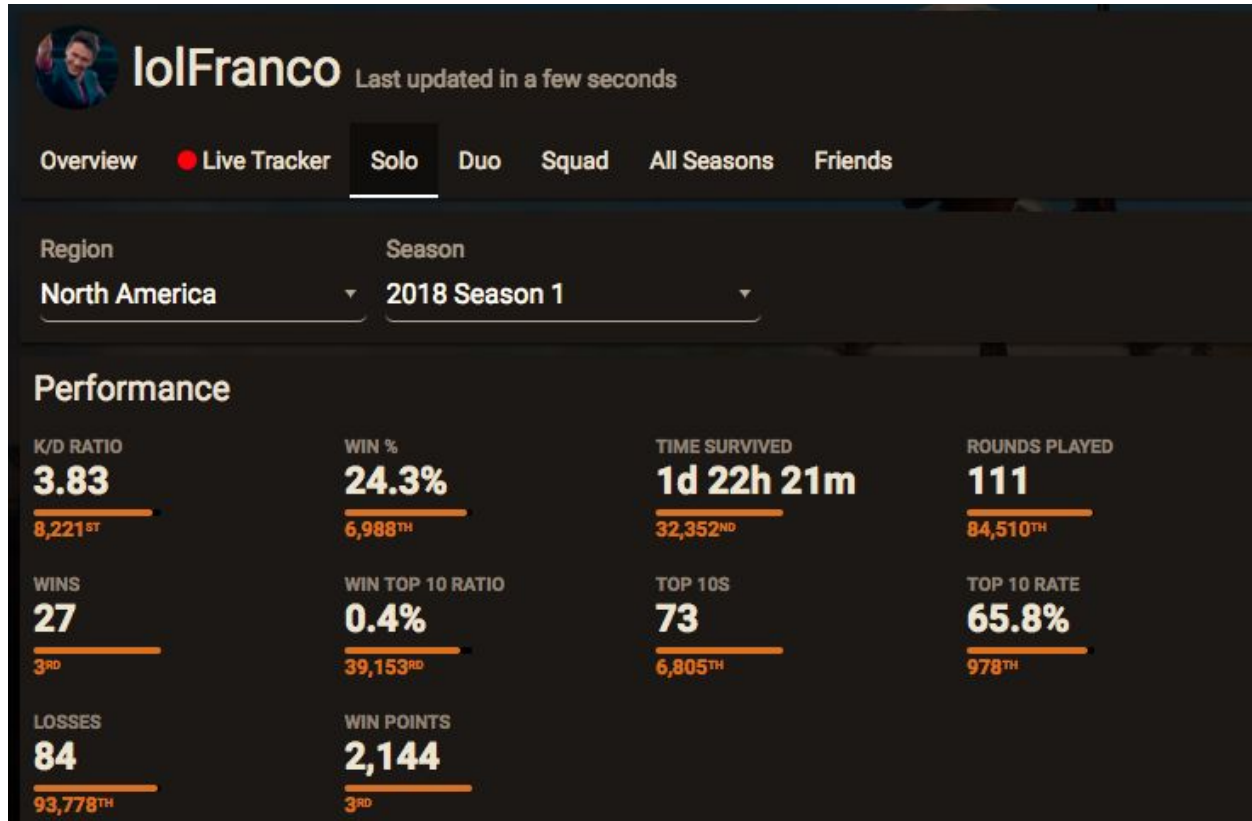 lolFranco Last updated in a few seconds
Overview Live Tracker Solo Duo Squad All Seasons Friends
Region Season
North America 2018 Season 1
Performance
K/D RATIO WIN % TIME SURVIVED ROUNDS PLAYED
3.83 24.3% 1d 22h 21m 111
8,221ST 6,988TH 32,352ND 84,510TH
WINS WIN TOP 10 RATIO TOP 10S TOP 10 RATE
27 0.4% 73 65.8%
3RD 39,153RD 6,805TH 978TH
LOSSES WIN POINTS
84 2,144
93,778TH 3RD